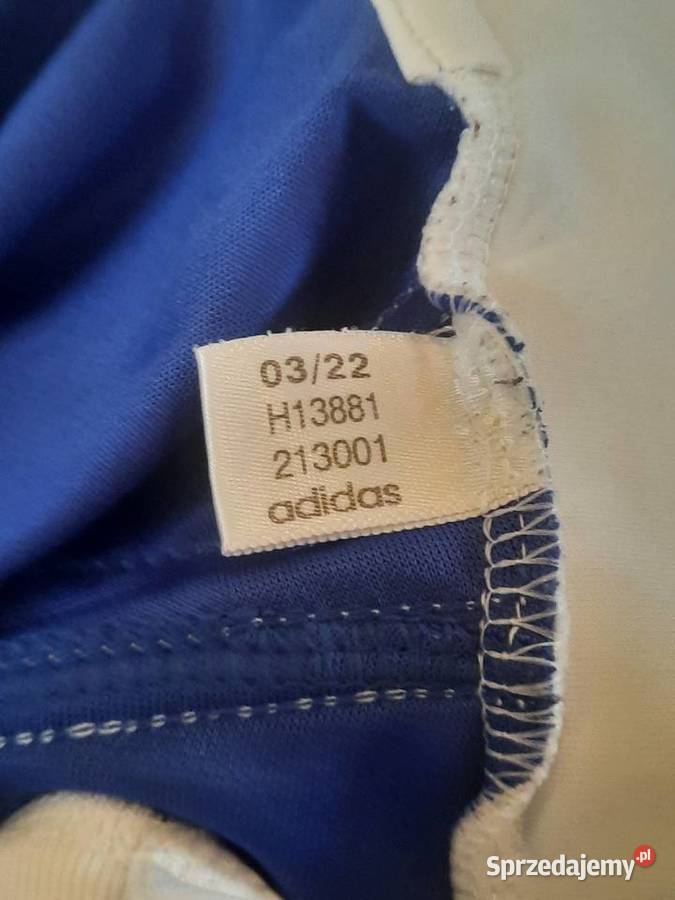 03/22
H13881
213001
adidas
Sprzedajemy.pl